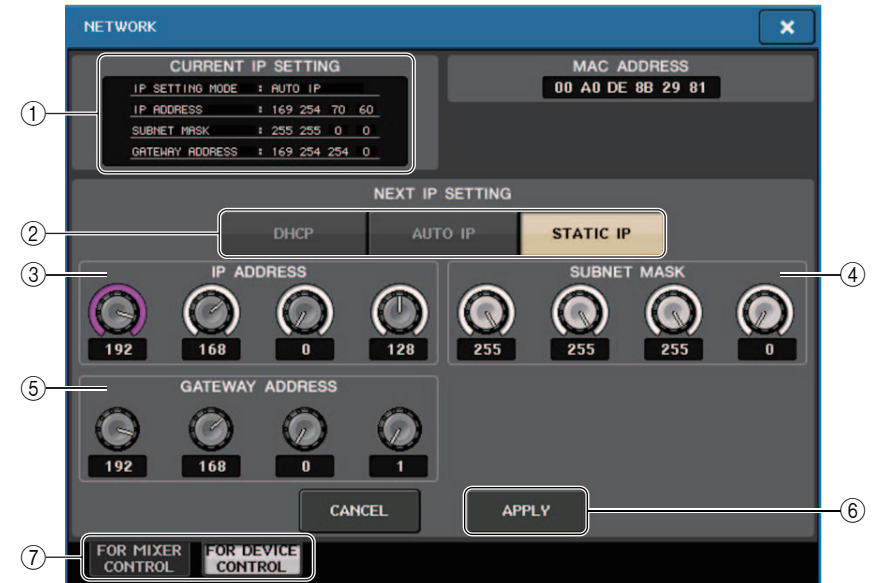 NETWORK
×
CURRENT IP SETTING
IP SETTING MODE : AUTO IP
IP ADDRESS : 169 254 70 60
SUBNET MASK : 255 255 0 0
GATEWAY ADDRESS : 169 254 254 0
MAC ADDRESS
00 A0 DE 8B 29 81
①
NEXT IP SETTING
②
DHCP AUTO IP STATIC IP
③
IP ADDRESS
192 168 0 128
SUBNET MASK
255 255 255 0
④
⑤
GATEWAY ADDRESS
192 168 0 1
CANCEL
APPLY
⑥
⑦
FOR MIXER
CONTROL
FOR DEVICE
CONTROL